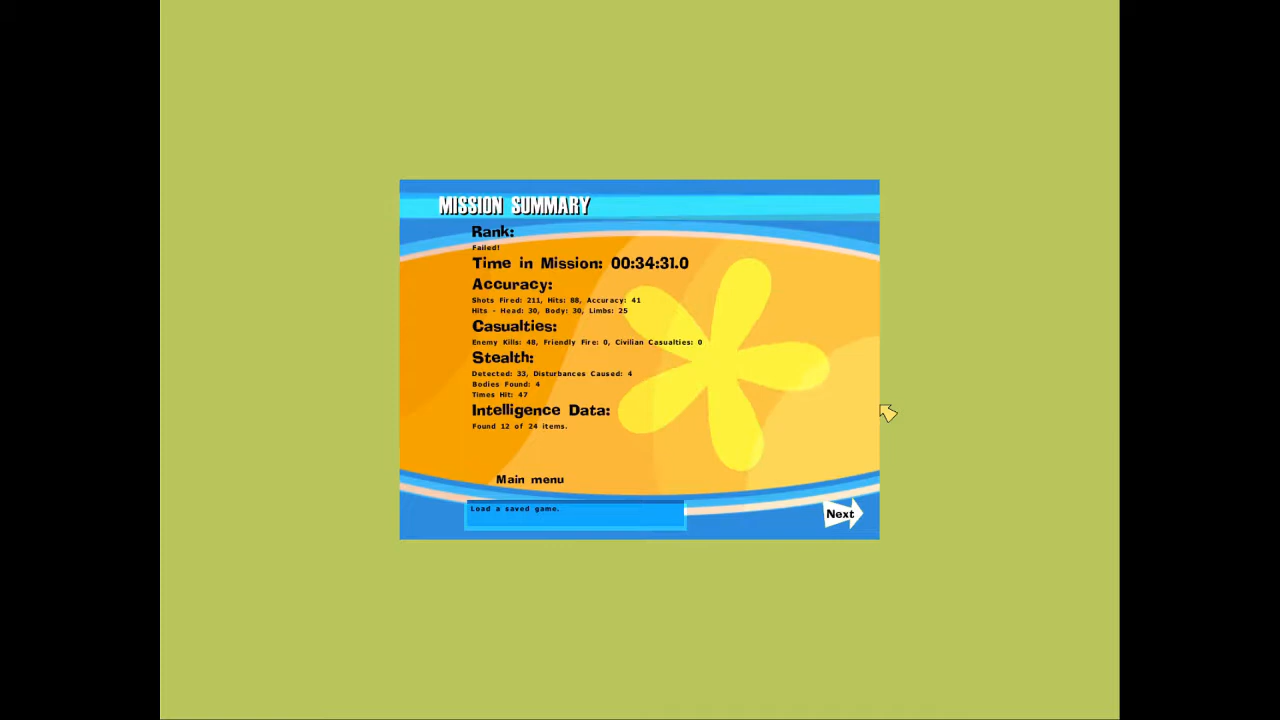 MISSION SUMMARY
Rank:
Failed!
Time in Mission: 00:34:31.0
Accuracy:
Shots Fired: 211, Hits: 88, Accuracy: 41
Hits - Head: 30, Body: 30, Limbs: 25
Casualties:
Enemy Kills: 48, Friendly Fire: 0, Civilian Casualties: 0
Stealth:
Detected: 33, Disturbances Caused: 4
Bodies Found: 4
Times Hit: 47
Intelligence Data:
Found 12 of 24 items.
Main menu
Load a saved game.
Next